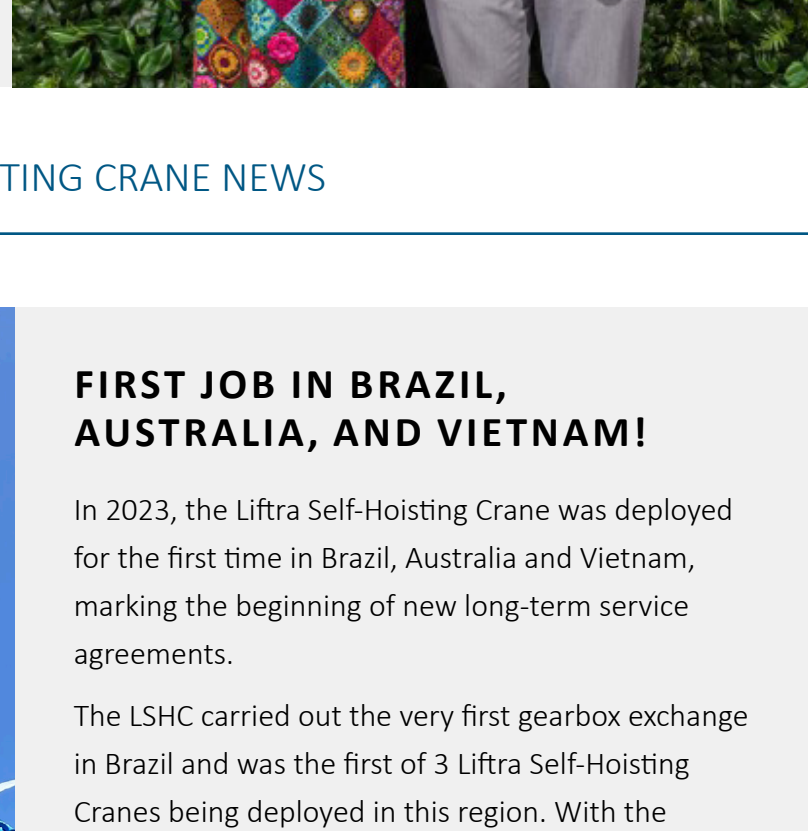 TING CRANE NEWS
FIRST JOB IN BRAZIL,
AUSTRALIA, AND VIETNAM!
In 2023, the Liftra Self-Hoisting Crane was deployed
for the first time in Brazil, Australia and Vietnam,
marking the beginning of new long-term service
agreements.
The LSHC carried out the very first gearbox exchange
in Brazil and was the first of 3 Liftra Self-Hoisting
Cranes being deployed in this region. With the